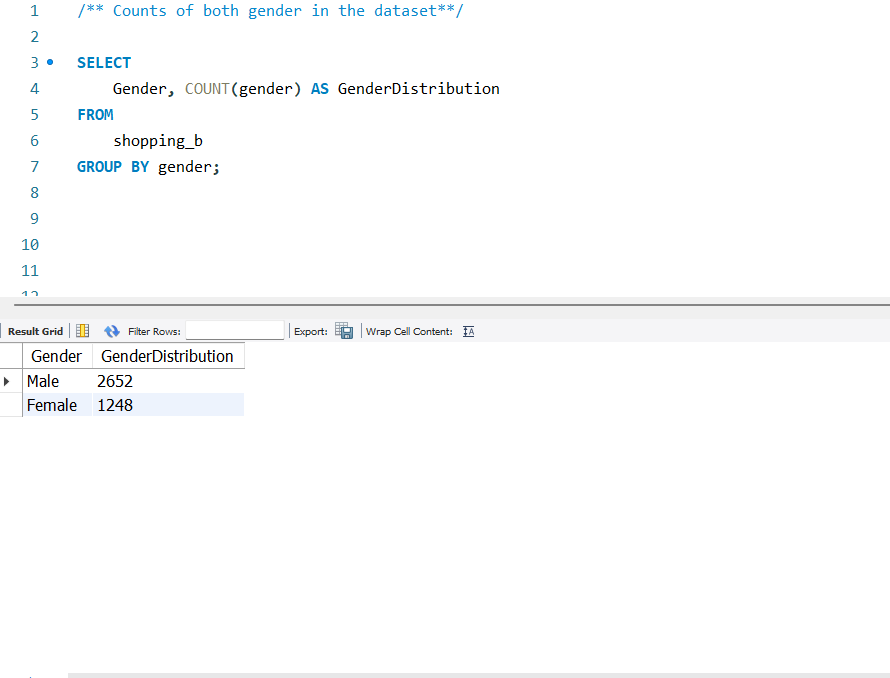 1 /** Counts of both gender in the dataset**/
2
3 SELECT
4 Gender, COUNT(gender) AS GenderDistribution
5 FROM
6 shopping_b
7 GROUP BY gender;
8
9
10
11
12
Result Grid Filter Rows: Export: Wrap Cell Content: IA
Gender GenderDistribution
Male 2652
Female 1248